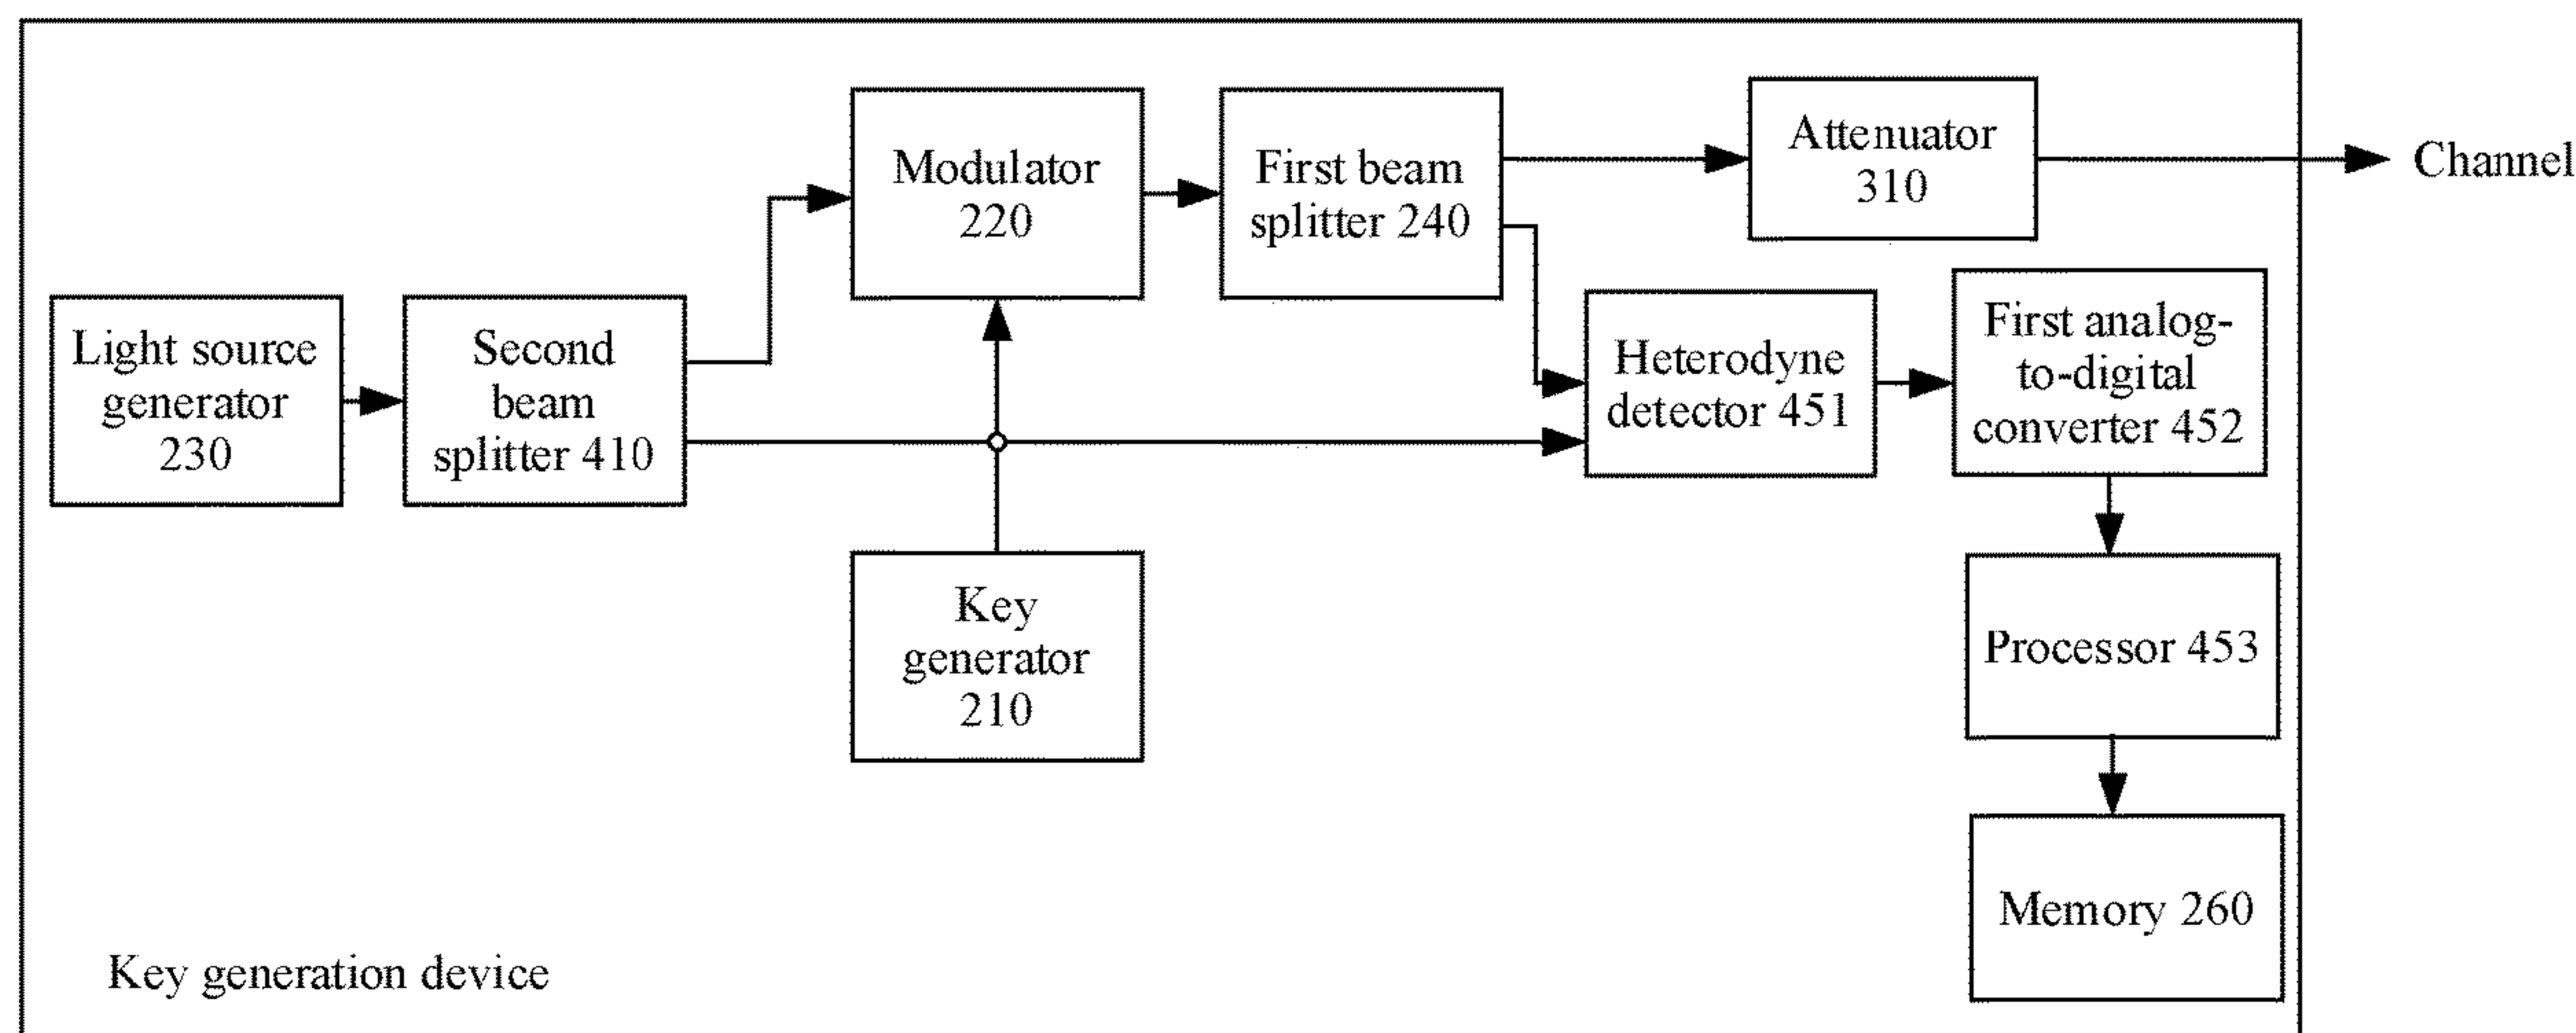 Modulator
220
First beam
splitter 240
Attenuator
310
Channel
Light source
generator
230
Second
beam
splitter 410
Heterodyne
detector 451
First analog-
to-digital
converter 452
Key
generator
210
Processor 453
Memory 260
Key generation device